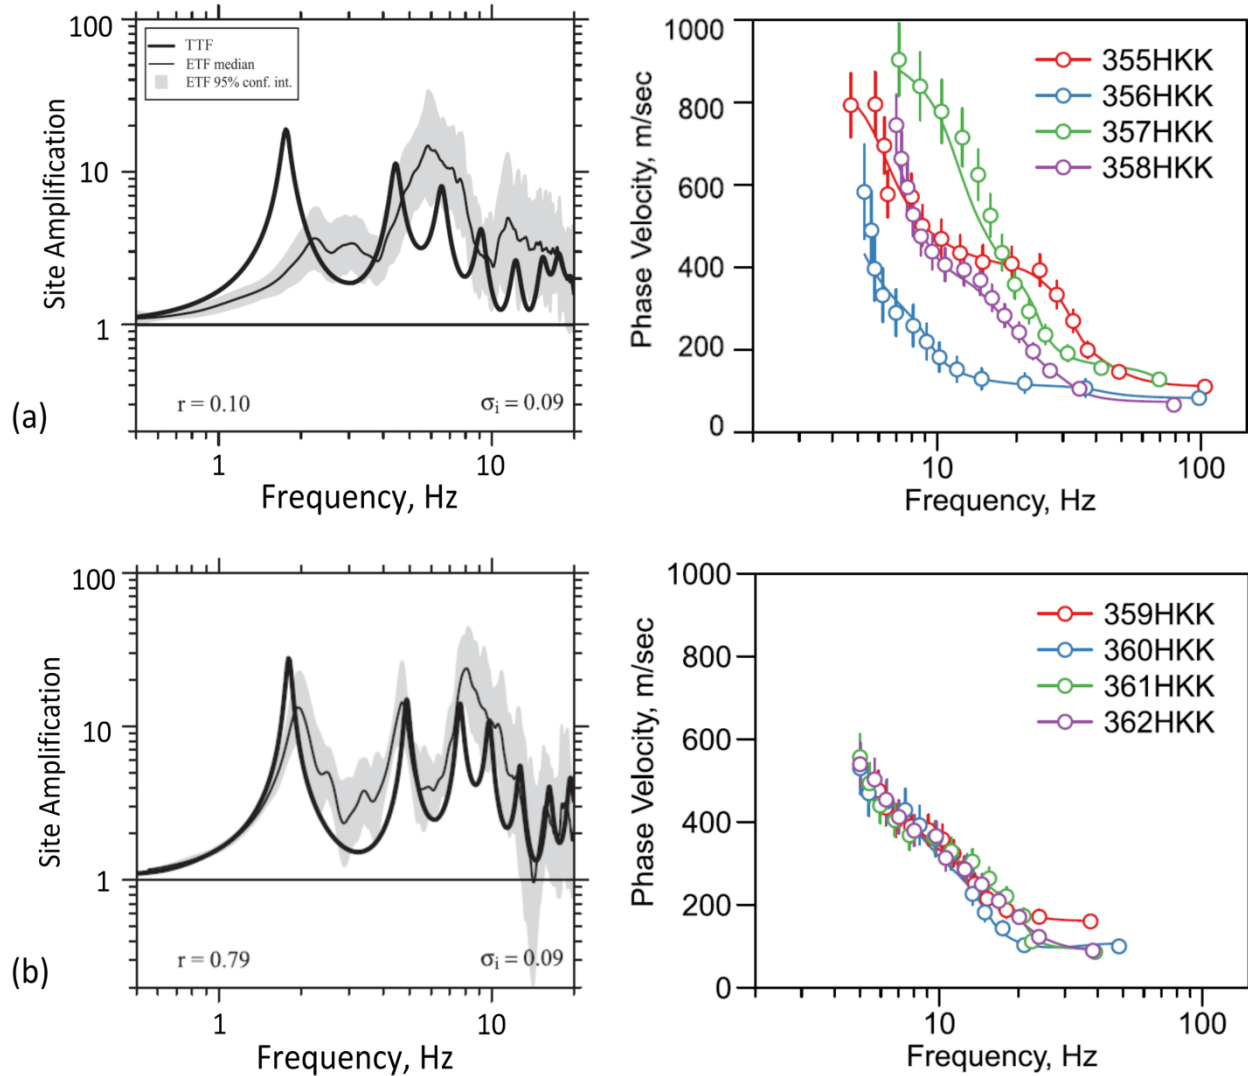 100
10
1
Site Amplification
TTF
ETF median
ETF 95% conf. int.
r = 0.10
σi = 0.09
(a)
1
10
Frequency, Hz
1000
800
600
400
200
0
Phase Velocity, m/sec
355HKK
356HKK
357HKK
358HKK
10
100
Frequency, Hz
100
10
1
Site Amplification
r = 0.79
σi = 0.09
(b)
1
10
Frequency, Hz
1000
800
600
400
200
0
Phase Velocity, m/sec
359HKK
360HKK
361HKK
362HKK
10
100
Frequency, Hz